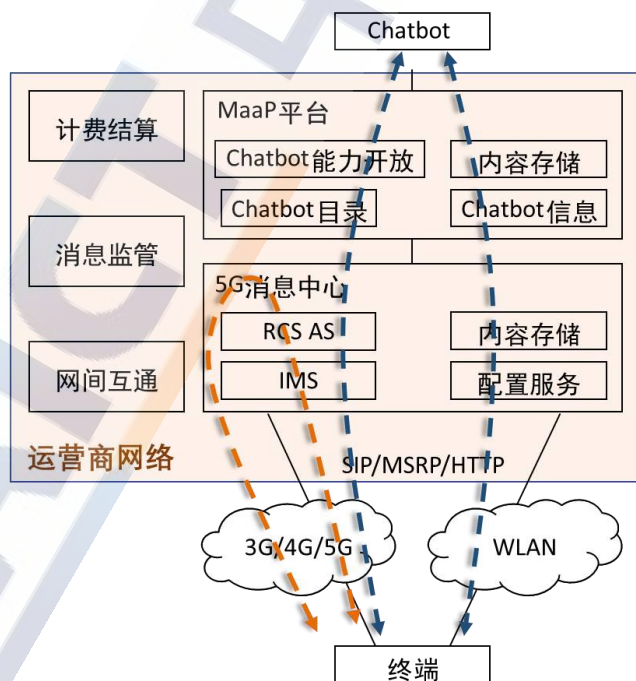 Chatbot
计费结算
MaaP平台
Chatbot能力开放
内容存储
Chatbot目录
Chatbot信息
消息监管
5G消息中心
RCS AS
内容存储
网间互通
IMS
配置服务
运营商网络
SIP/MSRP/HTTP
3G/4G/5G
WLAN
终端